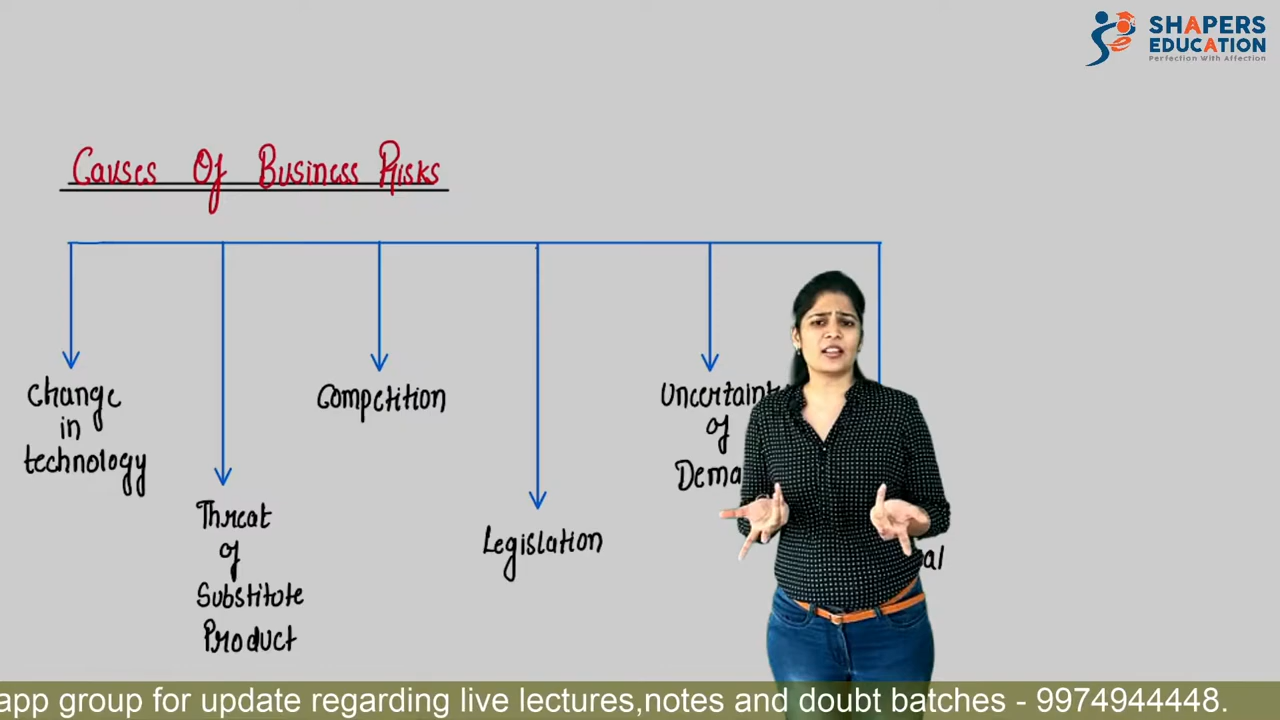 SHAPERS
EDUCATION
Perfection With Affection
Causes Of Business Risks
Change
in
technology
Threat
of
Substitute
Product
Competition
Legislation
of
app group for update regarding live lectures,notes and doubt batches - 9974944448.